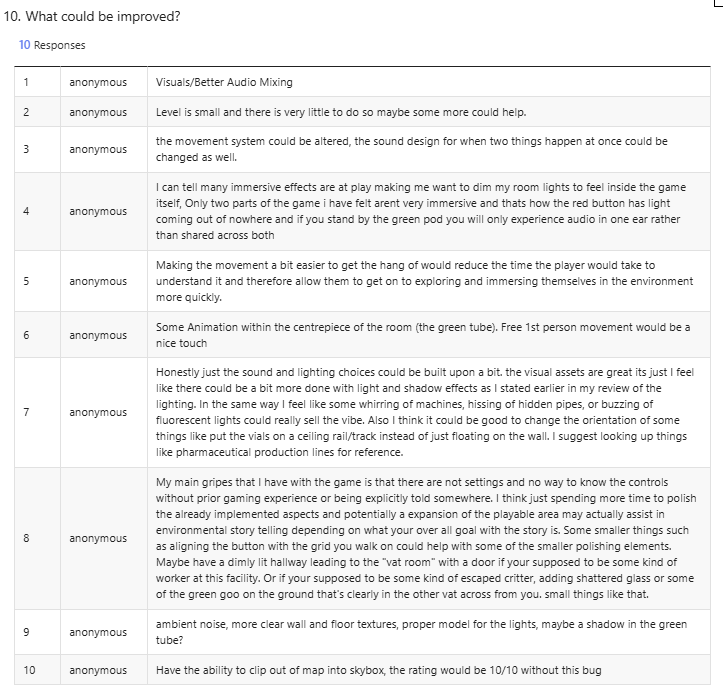 10. What could be improved?
10 Responses
1 anonymous Visuals/Better Audio Mixing
2 anonymous Level is small and there is very little to do so maybe some more could help.
3 anonymous the movement system could be altered, the sound design for when two things happen at once could be
changed as well.
4 anonymous I can tell many immersive effects are at play making me want to dim my room lights to feel inside the game
itself, Only two parts of the game i have felt arent very immersive and thats how the red button has light
coming out of nowhere and if you stand by the green pod you will only experience audio in one ear rather
than shared across both
5 anonymous Making the movement a bit easier to get the hang of would reduce the time the player would take to
understand it and therefore allow them to get on to exploring and immersing themselves in the environment
more quickly.
6 anonymous Some Animation within the centrepiece of the room (the green tube). Free 1st person movement would be a
nice touch
7 anonymous Honestly just the sound and lighting choices could be built upon a bit. the visual assets are great its just I feel
like there could be a bit more done with light and shadow effects as I stated earlier in my review of the
lighting. In the same way I feel like some whirring of machines, hissing of hidden pipes, or buzzing of
fluorescent lights could really sell the vibe. Also I think it could be good to change the orientation of some
things like put the vials on a ceiling rail/track instead of just floating on the wall. I suggest looking up things
like pharmaceutical production lines for reference.
8 anonymous My main gripes that I have with the game is that there are not settings and no way to know the controls
without prior gaming experience or being explicitly told somewhere. I think just spending more time to polish
the already implemented aspects and potentially a expansion of the playable area may actually assist in
environmental story telling depending on what your over all goal with the story is. Some smaller things such
as aligning the button with the grid you walk on could help with some of the smaller polishing elements.
Maybe have a dimly lit hallway leading to the "vat room" with a door if your supposed to be some kind of
worker at this facility. Or if your supposed to be some kind of escaped critter, adding shattered glass or some
of the green goo on the ground that's clearly in the other vat across from you. small things like that.
9 anonymous ambient noise, more clear wall and floor textures, proper model for the lights, maybe a shadow in the green
tube?
10 anonymous Have the ability to clip out of map into skybox, the rating would be 10/10 without this bug